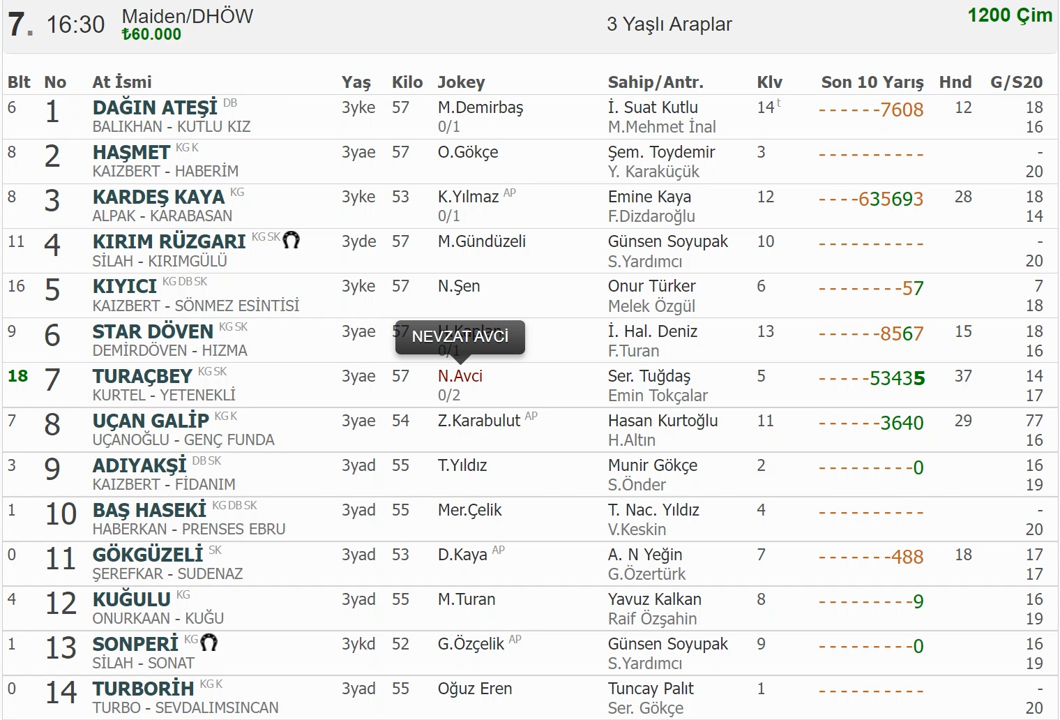 7. 16:30 Maiden/DHÖW 3 Yaşlı Araplar 1200 Çim
₺60.000
Blt No At İsmi Yaş Kilo Jokey Sahip/Antr. Klv Son 10 Yarış Hnd G/S20
6 1 DAĞIN ATEŞİ DB 3yke 57 M.Demirbaş İ. Suat Kutlu 14t ------7608 12 18
BALIKHAN - KUTLU KIZ 0/1 M.Mehmet İnal 16
8 2 HAŞMET KG K 3yae 57 O.Gökçe Şem. Toydemir 3 ---------- -
KAIZBERT - HABERİM Y. Karaküçük 20
8 3 KARDEŞ KAYA KG 3yke 53 K.Yılmaz AP Emine Kaya 12 ----635693 28 18
ALPAK - KARABASAN 0/1 F.Dizdaroğlu 14
11 4 KIRIM RÜZGARI KG SK 3yde 57 M.Gündüzeli Günsen Soyupak 10 ---------- -
SİLAH - KIRIMGÜLÜ S.Yardımcı 20
16 5 KIYICI KG DB SK 3yke 57 N.Şen Onur Türker 6 --------57 7
KAIZBERT - SÖNMEZ ESİNTİSİ Melek Özgül 18
9 6 STAR DÖVEN KG SK 3yae 57 H.Kaplan İ. Hal. Deniz 13 ------8567 15 18
NEVZAT AVCİ
DEMİRDÖVEN - HIZMA 0/1 F.Turan 16
18 7 TURAÇBEY KG SK 3yae 57 N.Avci Ser. Tuğdaş 5 -----53435 37 14
KURTEL - YETENEKLİ 0/2 Emin Tokçalar 17
7 8 UÇAN GALİP KG K 3yae 54 Z.Karabulut AP Hasan Kurtoğlu 11 ------3640 29 77
UÇANOĞLU - GENÇ FUNDA H.Altın 16
3 9 ADIYAKŞİ DB SK 3yad 55 T.Yıldız Munir Gökçe 2 ---------0 16
KAIZBERT - FİDANIM S.Önder 19
1 10 BAŞ HASEKİ KG DB SK 3yad 55 Mer.Çelik T. Nac. Yıldız 4 ---------- -
HABERKAN - PRENSES EBRU V.Keskin 20
0 11 GÖKGÜZELİ SK 3yad 53 D.Kaya AP A. N Yeğin 7 -------488 18 17
ŞEREFKAR - SUDENAZ G.Özertürk 17
4 12 KUĞULU KG 3yad 55 M.Turan Yavuz Kalkan 8 ---------9 16
ONURKAAN - KUĞU Raif Özşahin 19
1 13 SONPERİ KG 3ykd 52 G.Özçelik AP Günsen Soyupak 9 ---------0 16
SİLAH - SONAT S.Yardımcı 19
0 14 TURBORİH KG K 3yad 55 Oğuz Eren Tuncay Palıt 1 ---------- -
TURBO - SEVDALIMSINCAN Ser. Gökçe 20